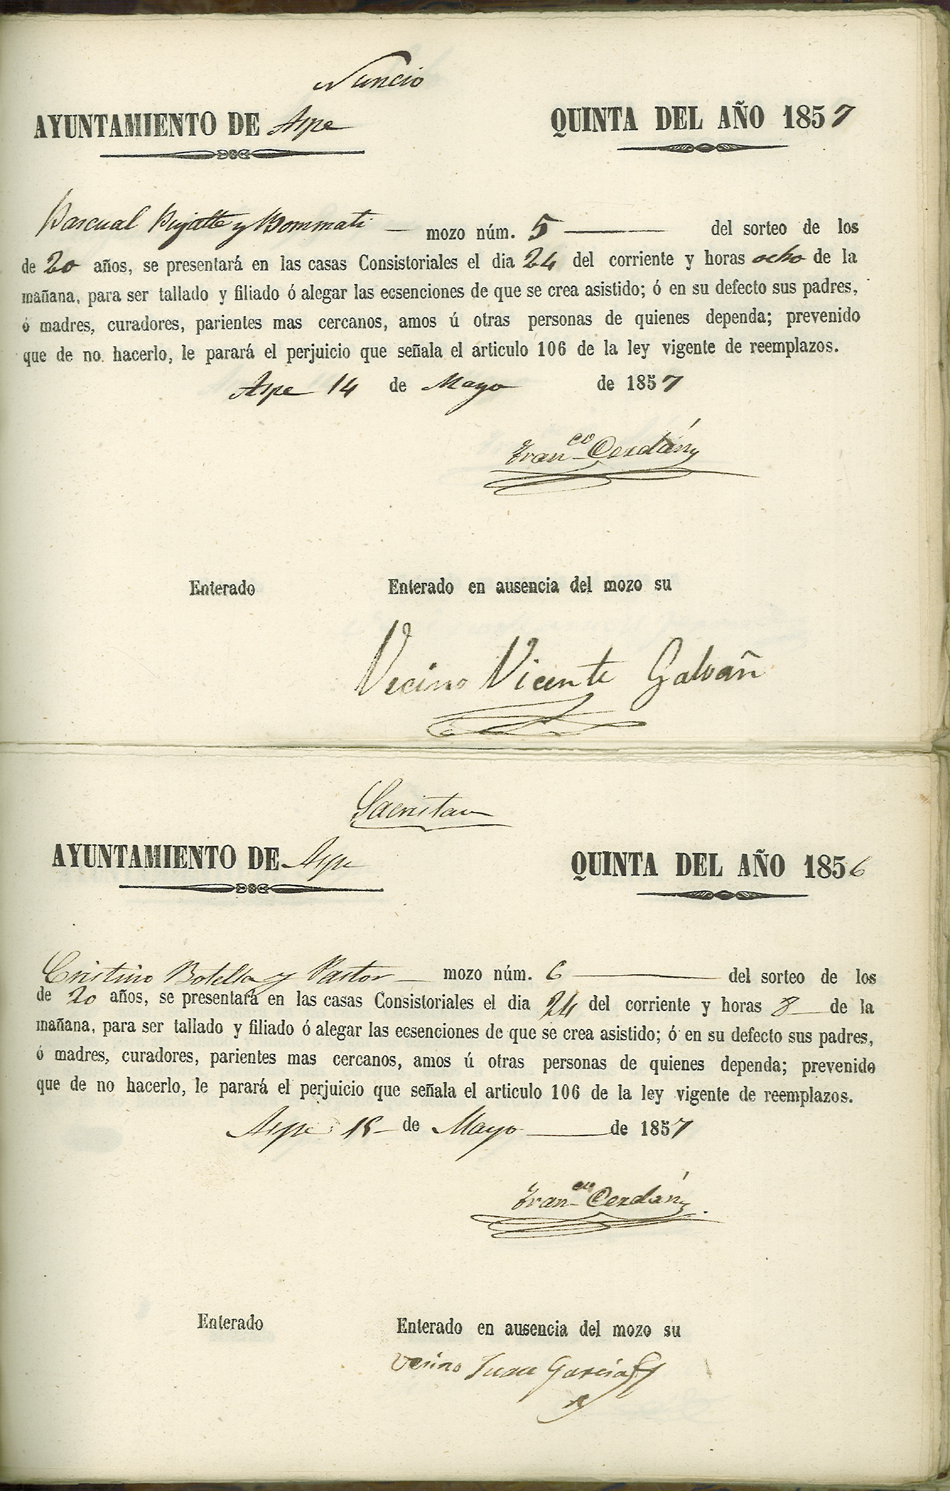 Nuncio
AYUNTAMIENTO DE Aspe
QUINTA DEL AÑO 1857
Pascual Pujalte y Bommati — mozo núm. 5 — del sorteo de los
de 20 años, se presentará en las casas Consistoriales el dia 24 del corriente y horas ocho de la
mañana, para ser tallado y filiado ó alegar las ecsenciones de que se crea asistido; ó en su defecto sus padres,
ó madres, curadores, parientes mas cercanos, amos ú otras personas de quienes dependa; prevenido
que de no hacerlo, le parará el perjuicio que señala el articulo 106 de la ley vigente de reemplazos.
Aspe 14 de Mayo de 1857
Fran.co Cerdán
Enterado
Enterado en ausencia del mozo su
Vecino Vicente Galvañ
Sacristan
AYUNTAMIENTO DE Aspe
QUINTA DEL AÑO 1856
Cristino Botella y Pastor — mozo núm. 6 — del sorteo de los
de 20 años, se presentará en las casas Consistoriales el dia 24 del corriente y horas 8 — de la
mañana, para ser tallado y filiado ó alegar las ecsenciones de que se crea asistido; ó en su defecto sus padres,
ó madres, curadores, parientes mas cercanos, amos ú otras personas de quienes dependa; prevenido
que de no hacerlo, le parará el perjuicio que señala el articulo 106 de la ley vigente de reemplazos.
Aspe de Mayo — de 1857
Fran.co Cerdán
Enterado
Enterado en ausencia del mozo su
vecino Juan Garcia